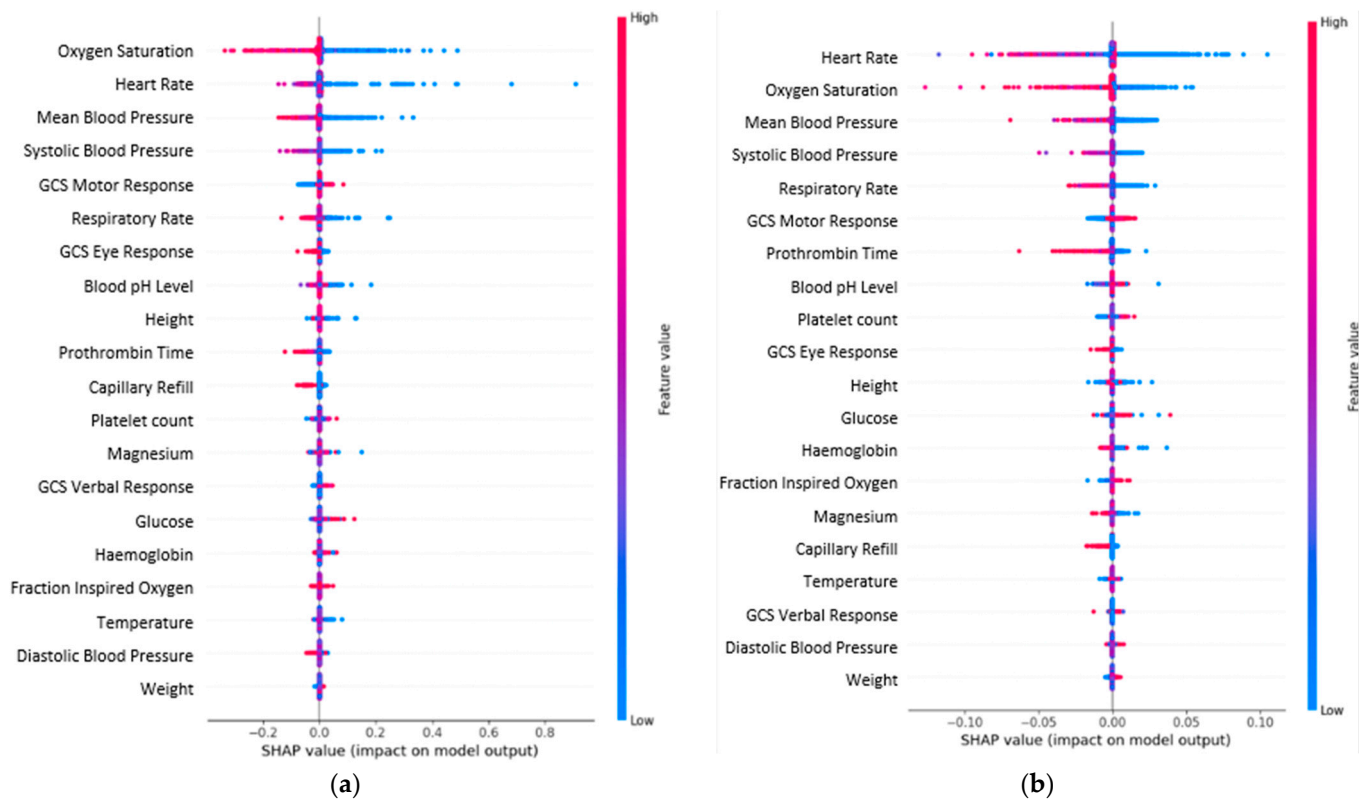 High
Oxygen Saturation
Heart Rate
Mean Blood Pressure
Systolic Blood Pressure
GCS Motor Response
Respiratory Rate
GCS Eye Response
Blood pH Level
Height
Prothrombin Time
Capillary Refill
Platelet count
Magnesium
GCS Verbal Response
Glucose
Haemoglobin
Fraction Inspired Oxygen
Temperature
Diastolic Blood Pressure
Weight
Low
Feature value
−0.2 0.0 0.2 0.4 0.6 0.8
SHAP value (impact on model output)
(a)
High
Heart Rate
Oxygen Saturation
Mean Blood Pressure
Systolic Blood Pressure
Respiratory Rate
GCS Motor Response
Prothrombin Time
Blood pH Level
Platelet count
GCS Eye Response
Height
Glucose
Haemoglobin
Fraction Inspired Oxygen
Magnesium
Capillary Refill
Temperature
GCS Verbal Response
Diastolic Blood Pressure
Weight
Low
Feature value
−0.10 −0.05 0.00 0.05 0.10
SHAP value (impact on model output)
(b)